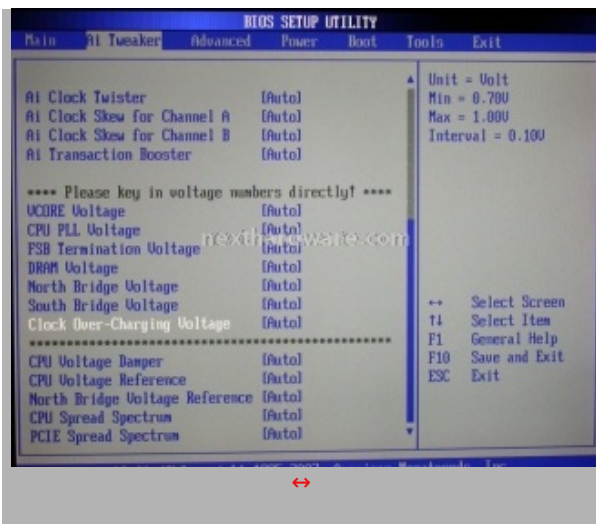 BIOS SETUP UTILITY
Main Ai Tweaker Advanced Power Boot Tools Exit
Ai Clock Twister [Auto]
Ai Clock Skew for Channel A [Auto]
Ai Clock Skew for Channel B [Auto]
Ai Transaction Booster [Auto]
**** Please key in voltage numbers directly! ****
VCORE Voltage [Auto]
CPU PLL Voltage [Auto]
FSB Termination Voltage [Auto]
DRAM Voltage [Auto]
North Bridge Voltage [Auto]
South Bridge Voltage [Auto]
Clock Over-Charging Voltage [Auto]
CPU Voltage Damper [Auto]
CPU Voltage Reference [Auto]
North Bridge Voltage Reference [Auto]
CPU Spread Spectrum [Auto]
PCIE Spread Spectrum [Auto]
Unit = Volt
Min = 0.70V
Max = 1.00V
Interval = 0.10V
↔ Select Screen
↑↓ Select Item
F1 General Help
F10 Save and Exit
ESC Exit
nexthardware.com